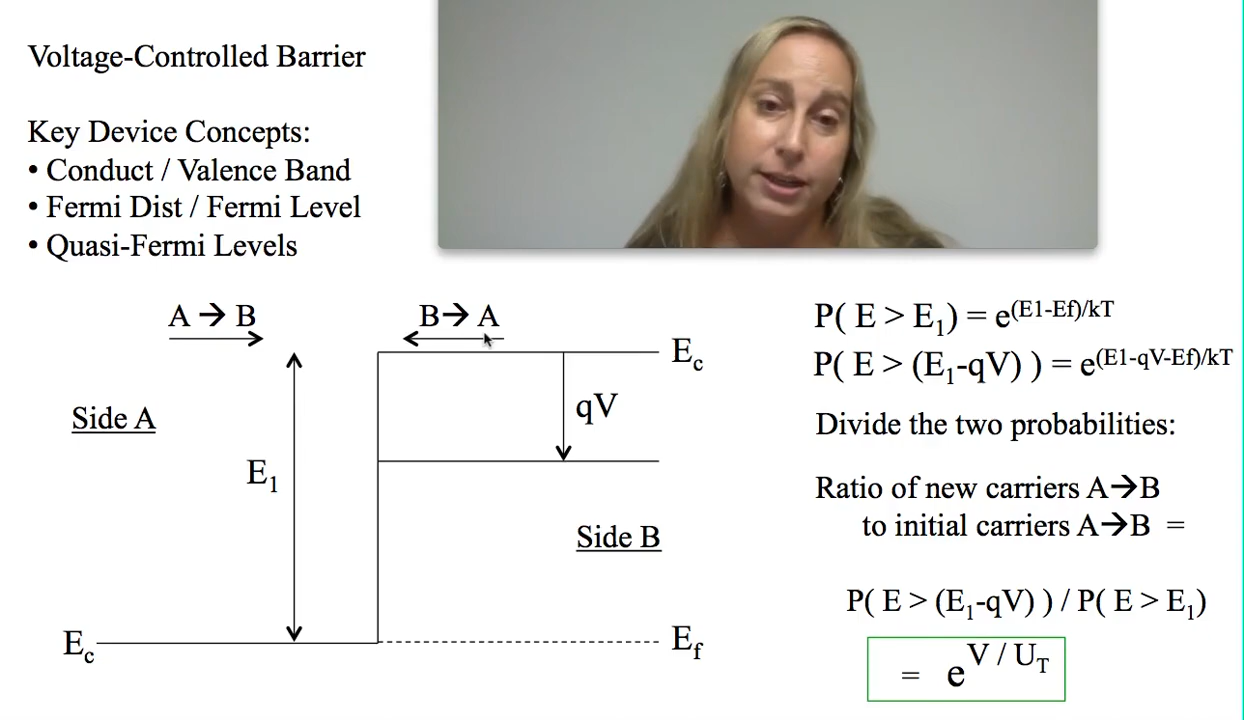 Voltage-Controlled Barrier
Key Device Concepts:
• Conduct / Valence Band
• Fermi Dist / Fermi Level
• Quasi-Fermi Levels
A → B
B → A
Ec
qV
Side A
E1
Side B
Ec
Ef
P( E > E1) = e(E1-Ef)/kT
P( E > (E1-qV) ) = e(E1-qV-Ef)/kT
Divide the two probabilities:
Ratio of new carriers A→B
to initial carriers A→B =
P( E > (E1-qV) ) / P( E > E1)
= e V / UT